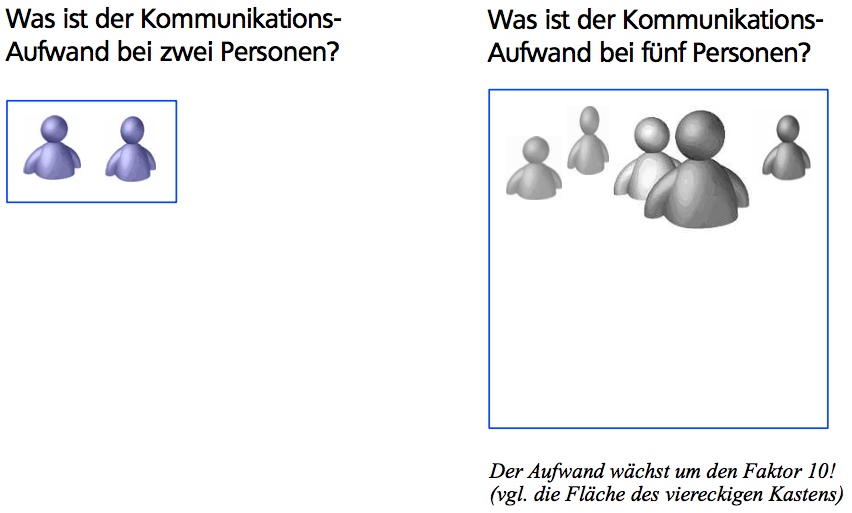 Was ist der Kommunikations-
Aufwand bei zwei Personen?
Was ist der Kommunikations-
Aufwand bei fünf Personen?
Der Aufwand wächst um den Faktor 10!
(vgl. die Fläche des viereckigen Kastens)